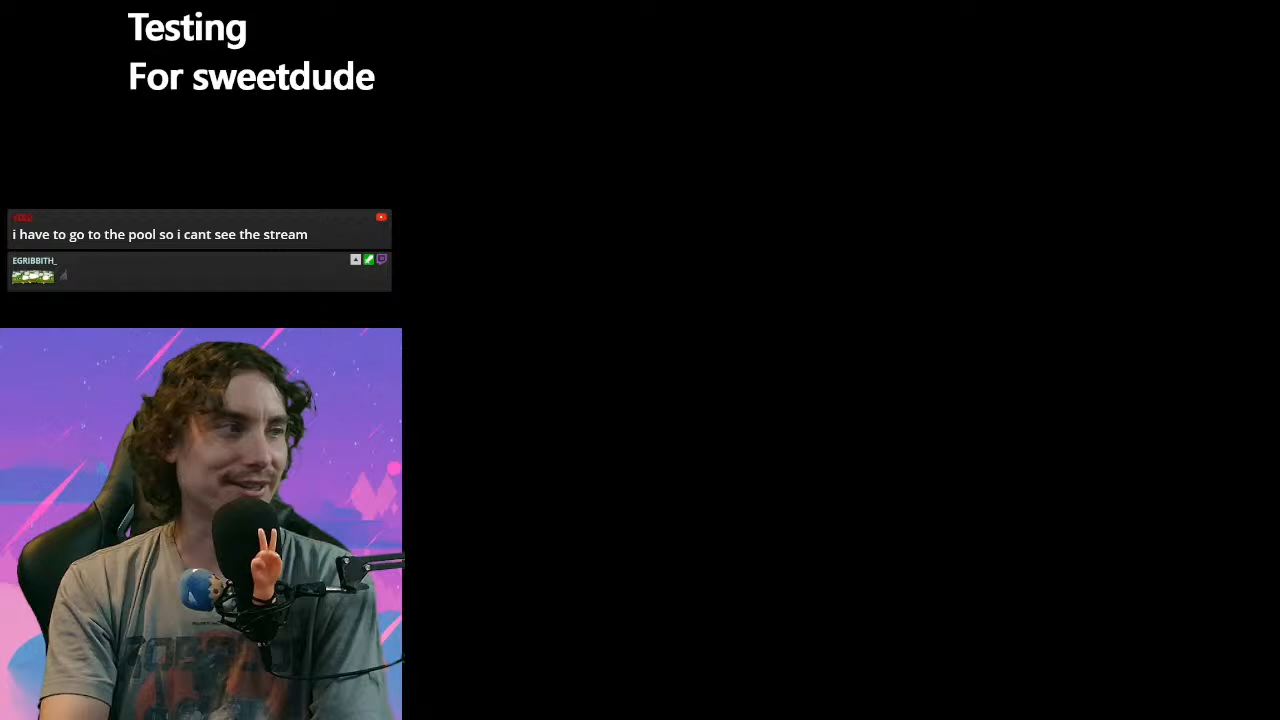 Testing
For sweetdude
i have to go to the pool so i cant see the stream
EGRIBBITH_